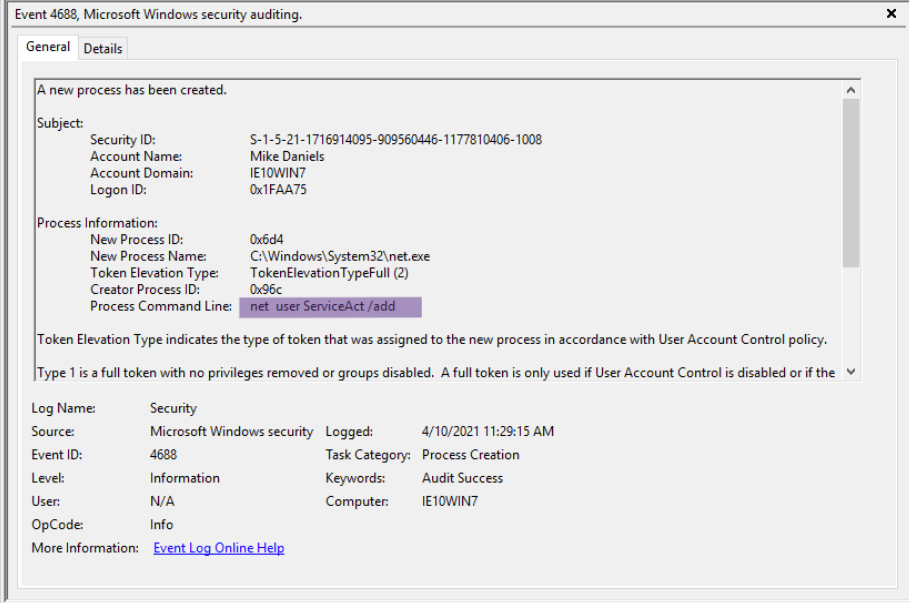 Event 4688, Microsoft Windows security auditing.
General Details
A new process has been created.
Subject:
Security ID: S-1-5-21-1716914095-909560446-1177810406-1008
Account Name: Mike Daniels
Account Domain: IE10WIN7
Logon ID: 0x1FAA75
Process Information:
New Process ID: 0x6d4
New Process Name: C:\Windows\System32\net.exe
Token Elevation Type: TokenElevationTypeFull (2)
Creator Process ID: 0x96c
Process Command Line: net  user ServiceAct /add
Token Elevation Type indicates the type of token that was assigned to the new process in accordance with User Account Control policy.
Type 1 is a full token with no privileges removed or groups disabled.  A full token is only used if User Account Control is disabled or if the
Log Name: Security
Source: Microsoft Windows security Logged: 4/10/2021 11:29:15 AM
Event ID: 4688 Task Category: Process Creation
Level: Information Keywords: Audit Success
User: N/A Computer: IE10WIN7
OpCode: Info
More Information: Event Log Online Help